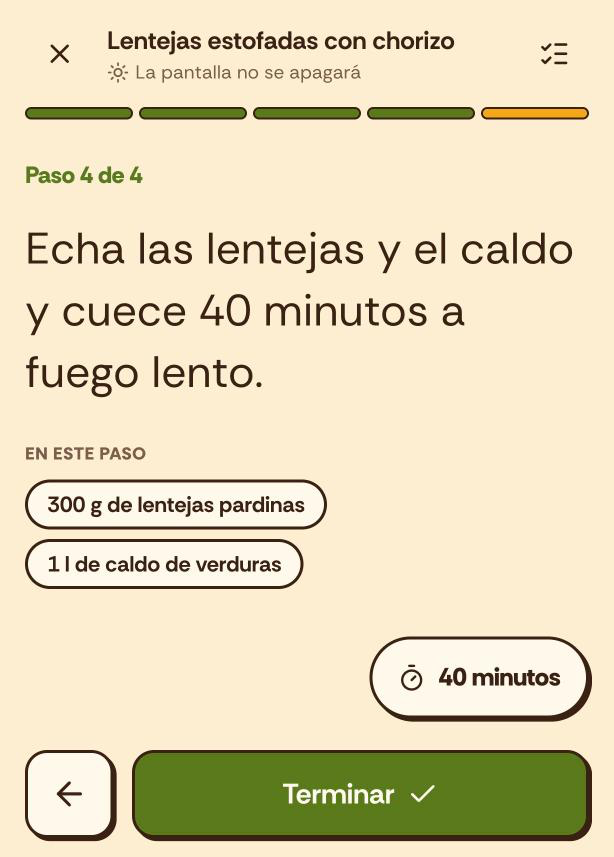 Lentejas estofadas con chorizo
La pantalla no se apagará
Paso 4 de 4
Echa las lentejas y el caldo
y cuece 40 minutos a
fuego lento.
EN ESTE PASO
300 g de lentejas pardinas
1 l de caldo de verduras
40 minutos
Terminar